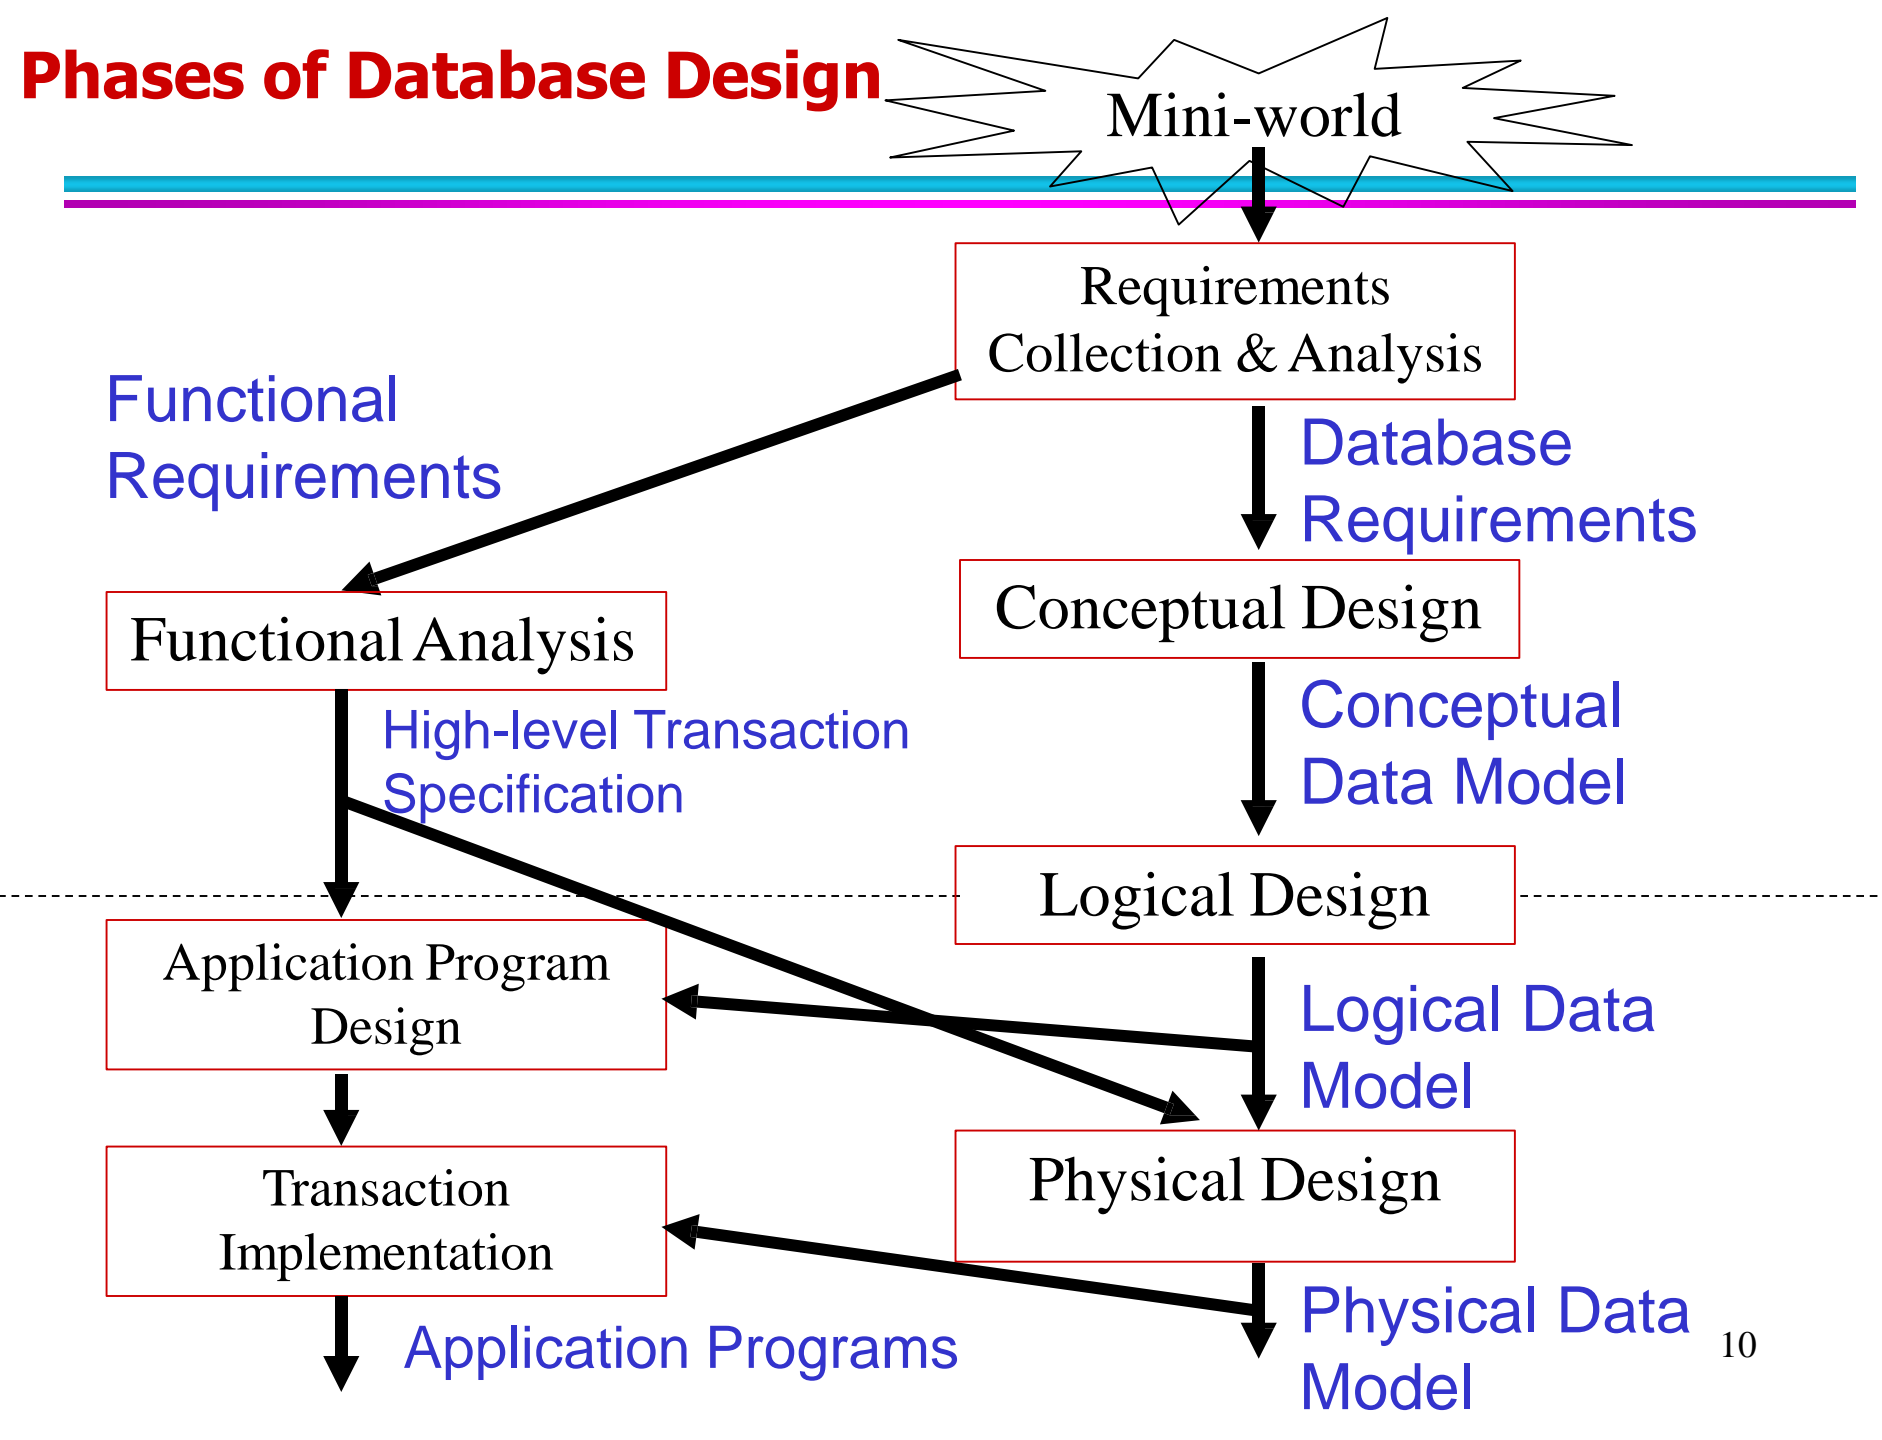 Phases of Database Design
Mini-world
Requirements
Collection & Analysis
Functional
Requirements
Database
Requirements
Conceptual Design
Functional Analysis
Conceptual
Data Model
High-level Transaction
Specification
Logical Design
Application Program
Design
Logical Data
Model
Transaction
Implementation
Physical Design
Physical Data
Model
Application Programs
10